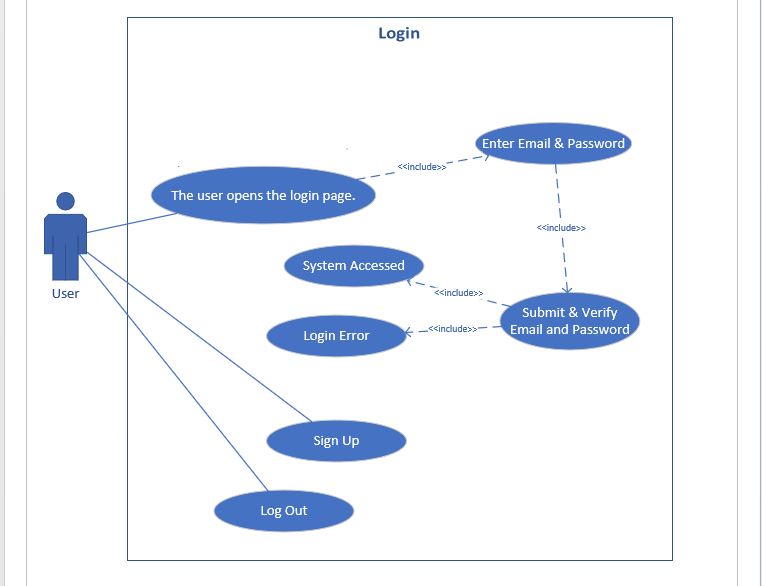 Login
Enter Email & Password
<<include>>
The user opens the login page.
<<include>>
System Accessed
User
<<include>>
Submit & Verify
Email and Password
<<include>>
Login Error
Sign Up
Log Out